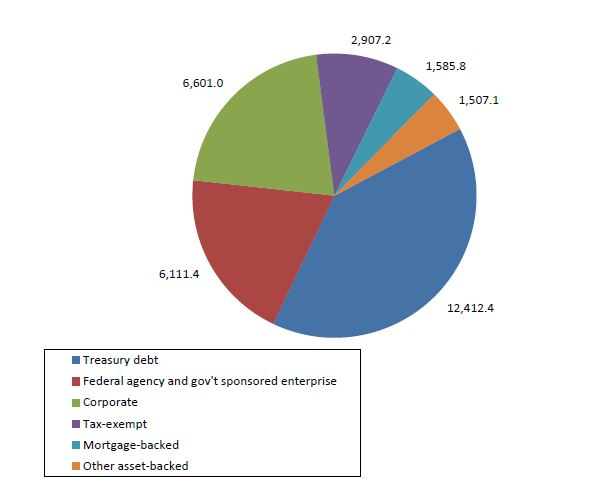 2,907.2
1,585.8
6,601.0
1,507.1
6,111.4
12,412.4
Treasury debt
Federal agency and gov't sponsored enterprise
Corporate
Tax-exempt
Mortgage-backed
Other asset-backed